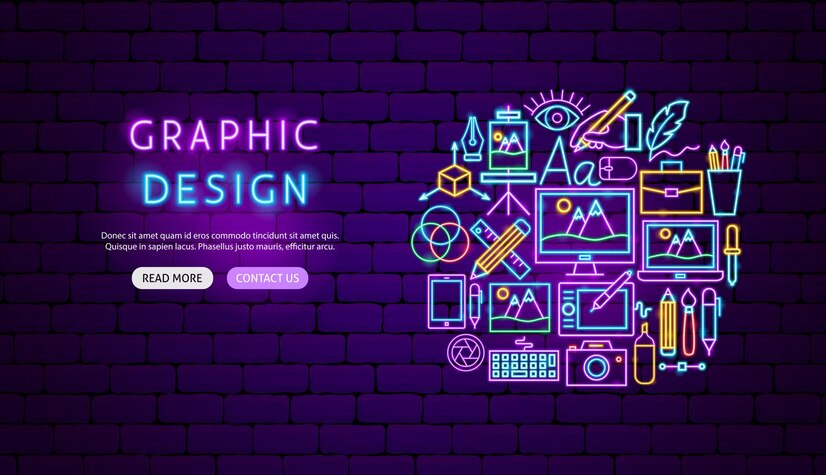 GRAPHIC
DESIGN
Donec sit amet quam id eros commodo tincidunt sit amet quis.
Quisque in sapien lacus. Phasellus justo mauris, efficitur arcu.
READ MORE
CONTACT US
Aa